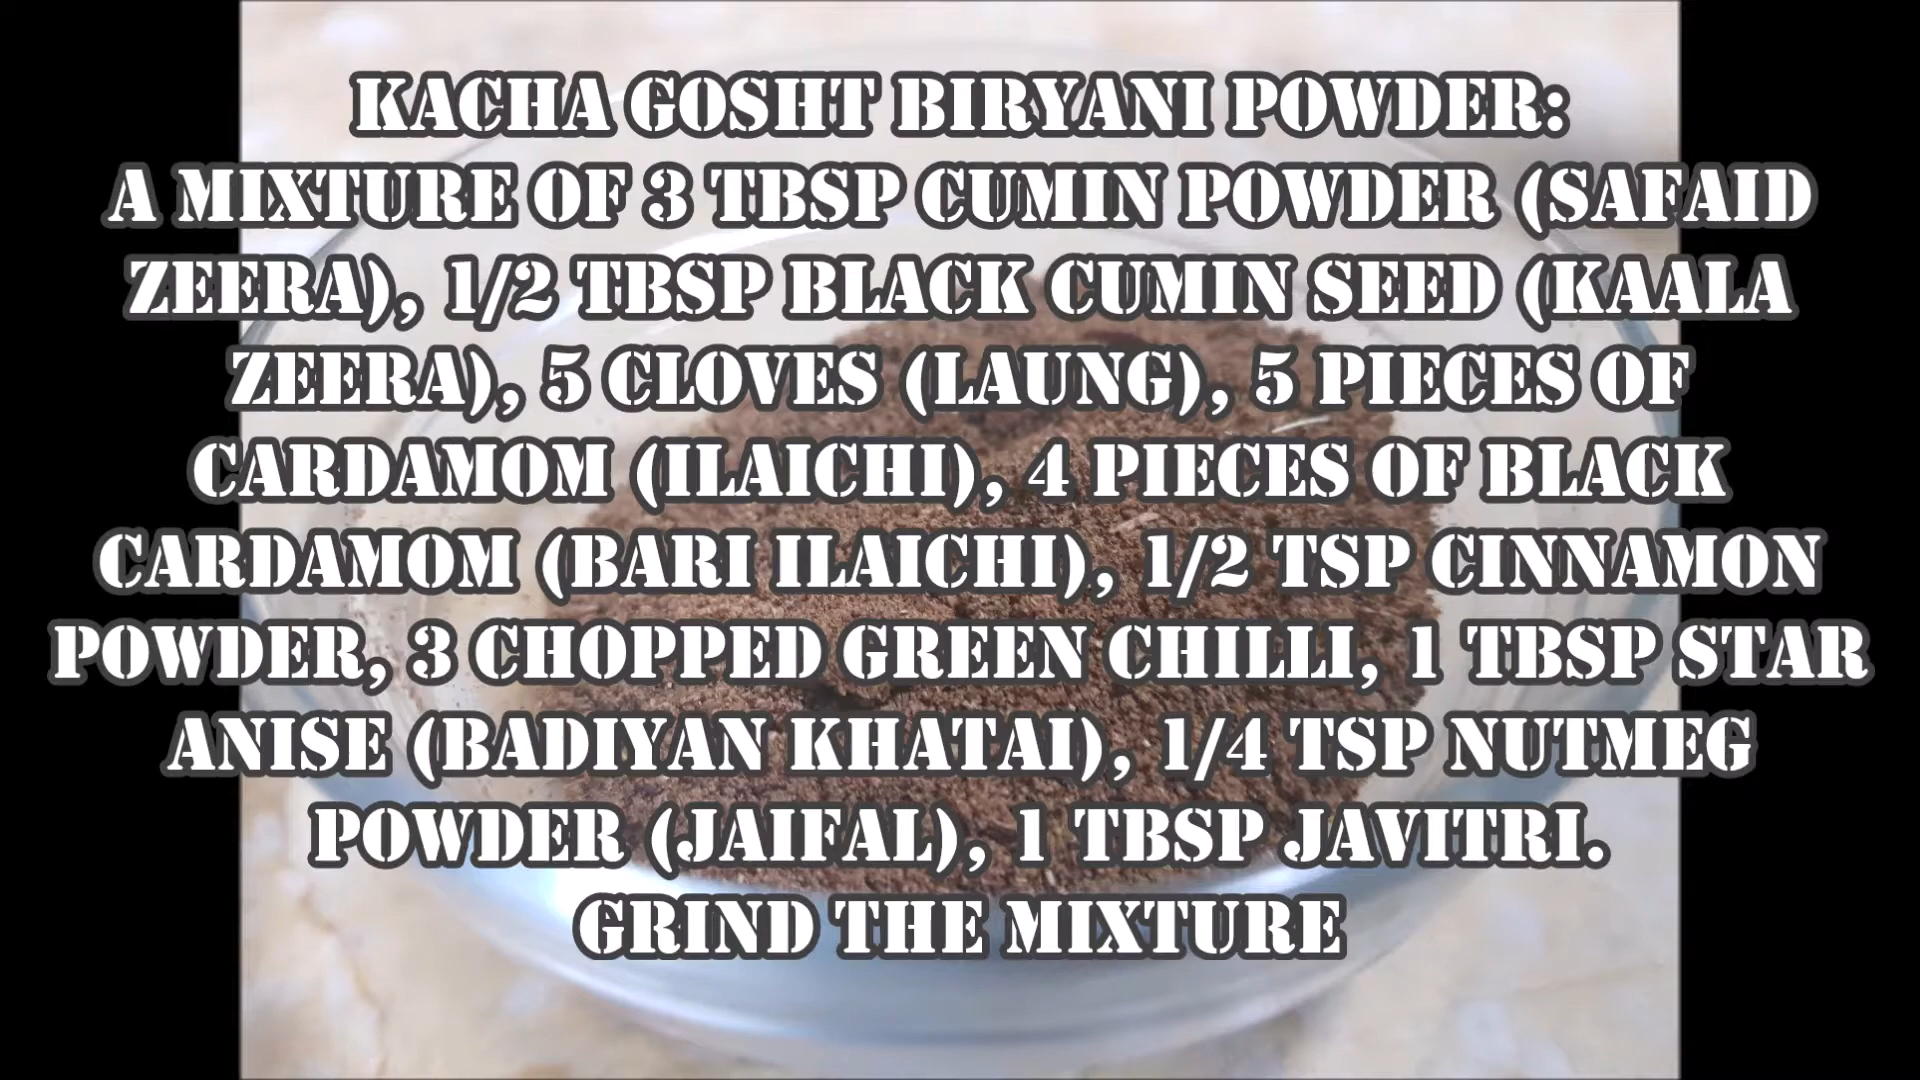 KACHA GOSHT BIRYANI POWDER:
A MIXTURE OF 3 TBSP CUMIN POWDER (SAFAID
ZEERA), 1/2 TBSP BLACK CUMIN SEED (KAALA
ZEERA), 5 CLOVES (LAUNG), 5 PIECES OF
CARDAMOM (ILAICHI), 4 PIECES OF BLACK
CARDAMOM (BARI ILAICHI), 1/2 TSP CINNAMON
POWDER, 3 CHOPPED GREEN CHILLI, 1 TBSP STAR
ANISE (BADIYAN KHATAI), 1/4 TSP NUTMEG
POWDER (JAIFAL), 1 TBSP JAVITRI.
GRIND THE MIXTURE